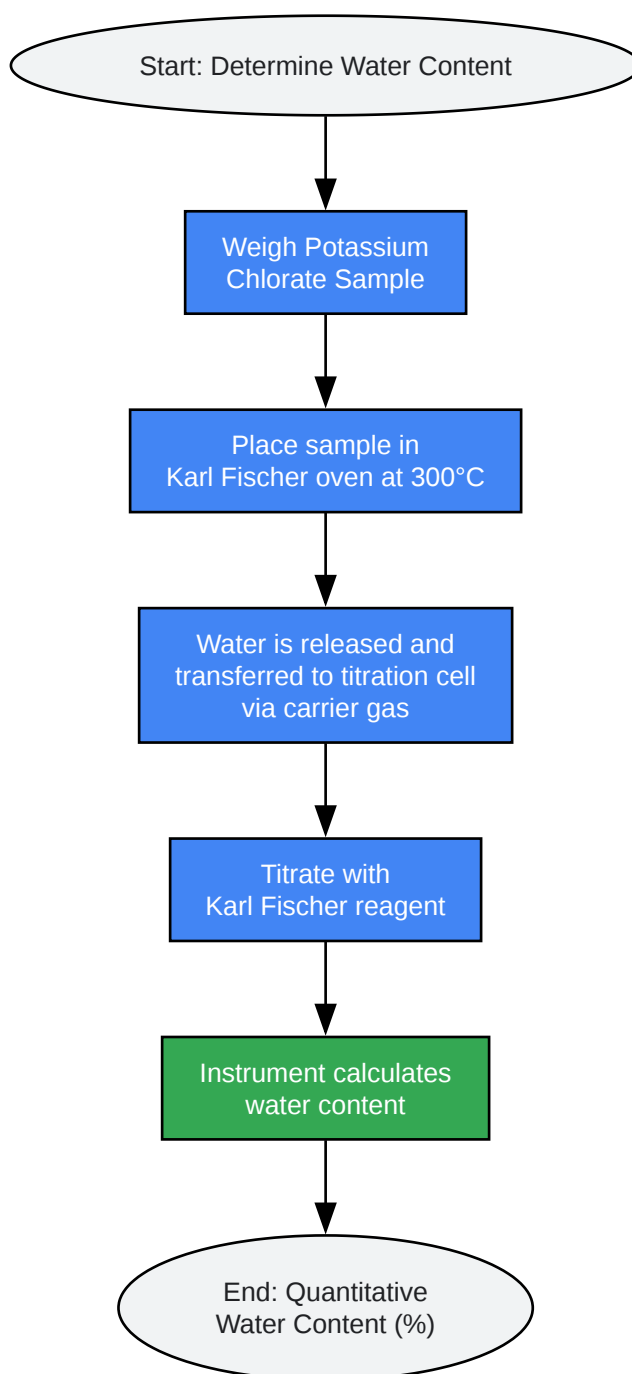 Start: Determine Water Content
Weigh Potassium
Chlorate Sample
Place sample in
Karl Fischer oven at 300°C
Water is released and
transferred to titration cell
via carrier gas
Titrate with
Karl Fischer reagent
Instrument calculates
water content
End: Quantitative
Water Content (%)